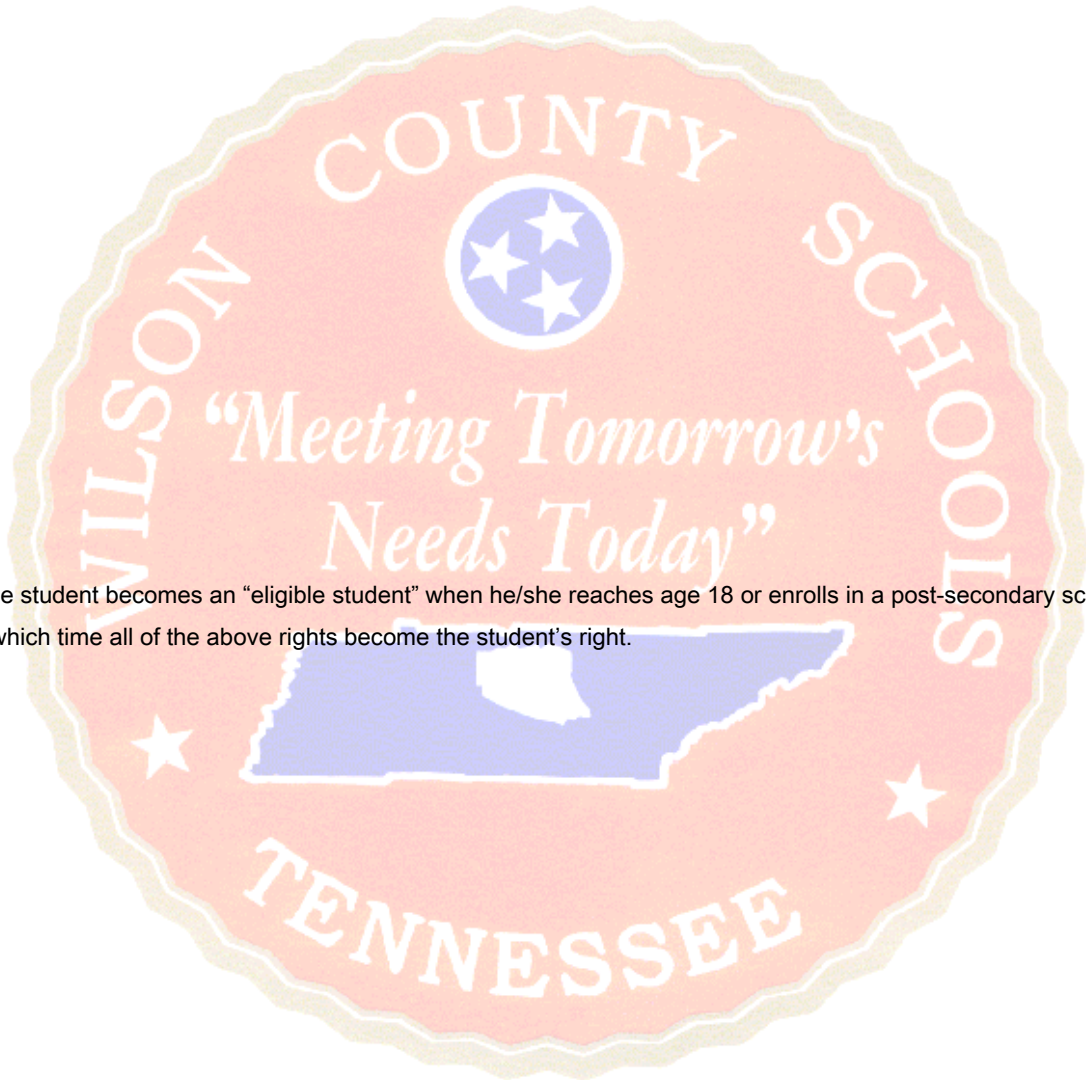 WILSON COUNTY SCHOOLS
“Meeting Tomorrow's
Needs Today”
student becomes an “eligible student” when he/she reaches age 18 or enrolls in a post-secondary
which time all of the above rights become the student’s right.
TENNESSEE